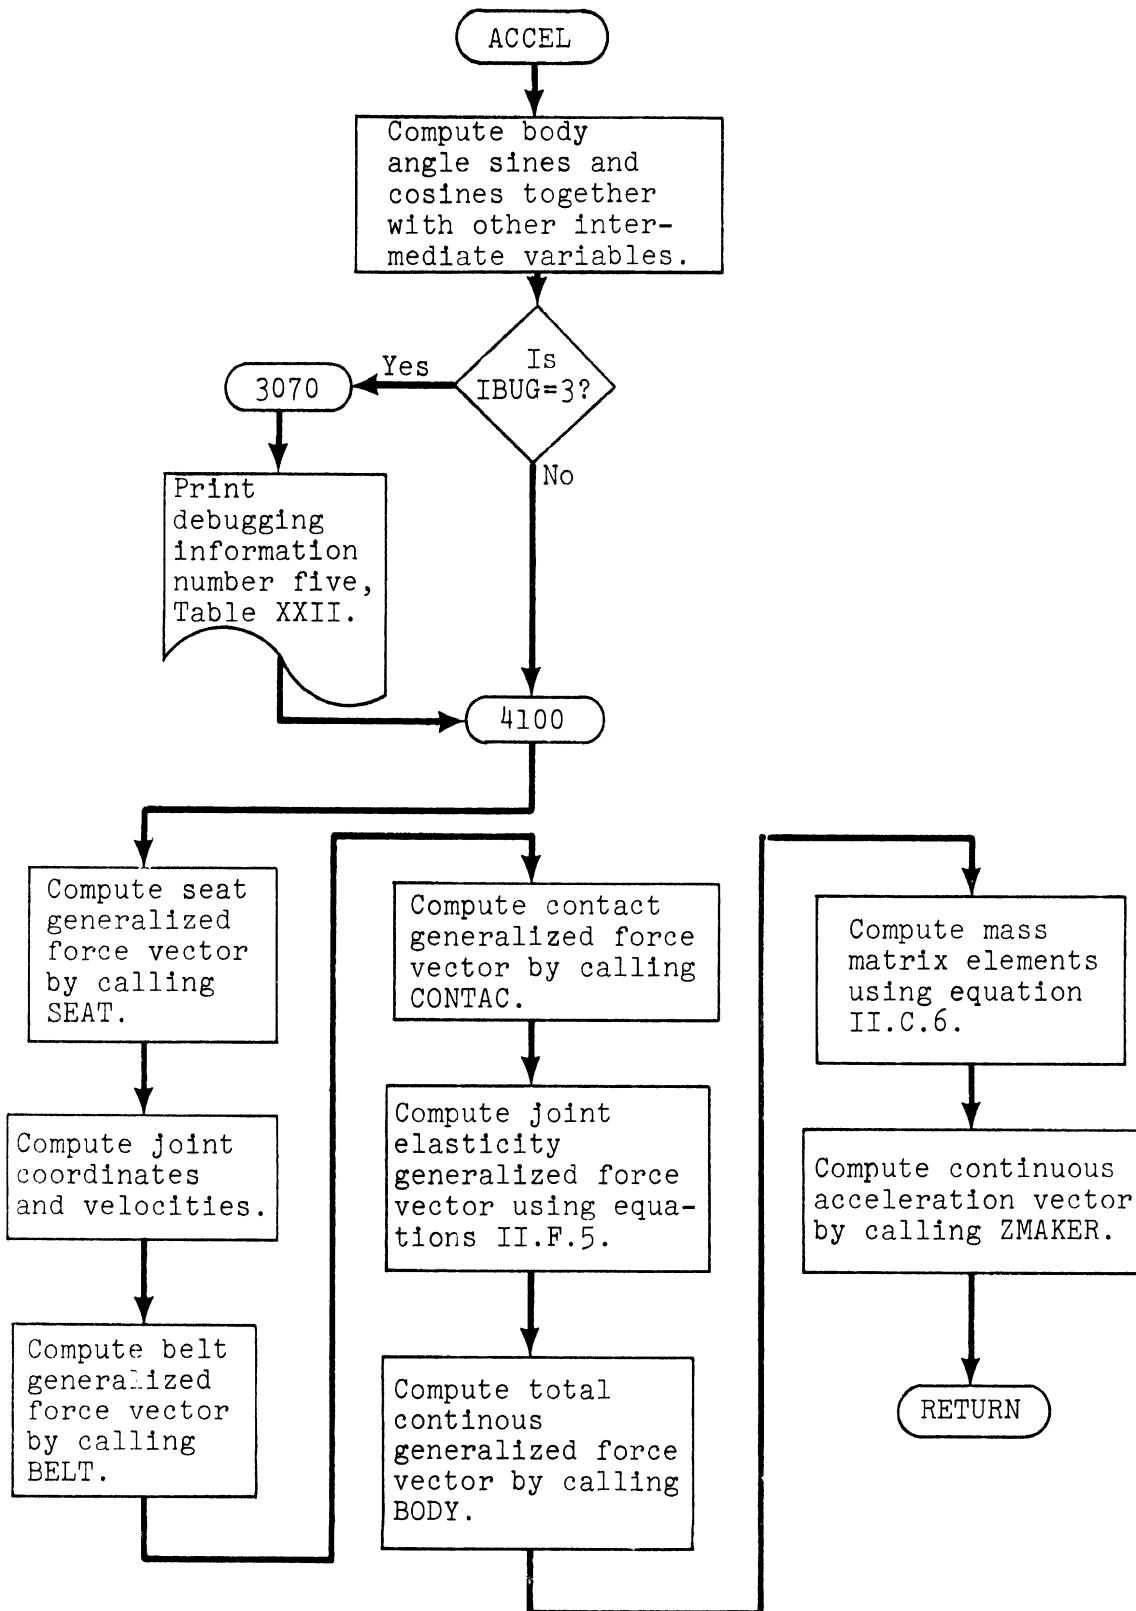 ACCEL
Compute body
angle sines and
cosines together
with other inter-
mediate variables.
Is
IBUG=3?
Yes
No
3070
Print
debugging
information
number five,
Table XXII.
4100
Compute seat
generalized
force vector
by calling
SEAT.
Compute joint
coordinates
and velocities.
Compute belt
generalized
force vector
by calling
BELT.
Compute contact
generalized force
vector by calling
CONTAC.
Compute joint
elasticity
generalized force
vector using equa-
tions II.F.5.
Compute total
continous
generalized force
vector by calling
BODY.
Compute mass
matrix elements
using equation
II.C.6.
Compute continuous
acceleration vector
by calling ZMAKER.
RETURN